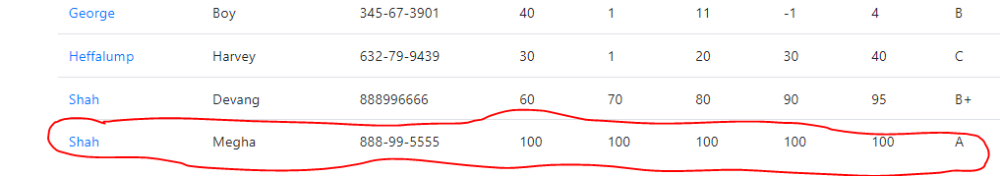 George Boy 345-67-3901 40 1 11 -1 4 B
Heffalump Harvey 632-79-9439 30 1 20 30 40 C
Shah Devang 888996666 60 70 80 90 95 B+
Shah Megha 888-99-5555 100 100 100 100 100 A